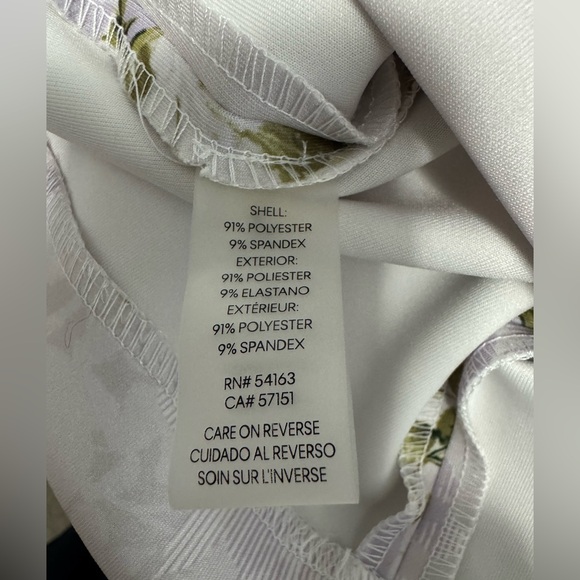 SHELL:
91% POLYESTER
9% SPANDEX
EXTERIOR:
91% POLIESTER
9% ELASTANO
EXTÉRIEUR:
91% POLYESTER
9% SPANDEX
RN# 54163
CA# 57151
CARE ON REVERSE
CUIDADO AL REVERSO
SOIN SUR L'INVERSE